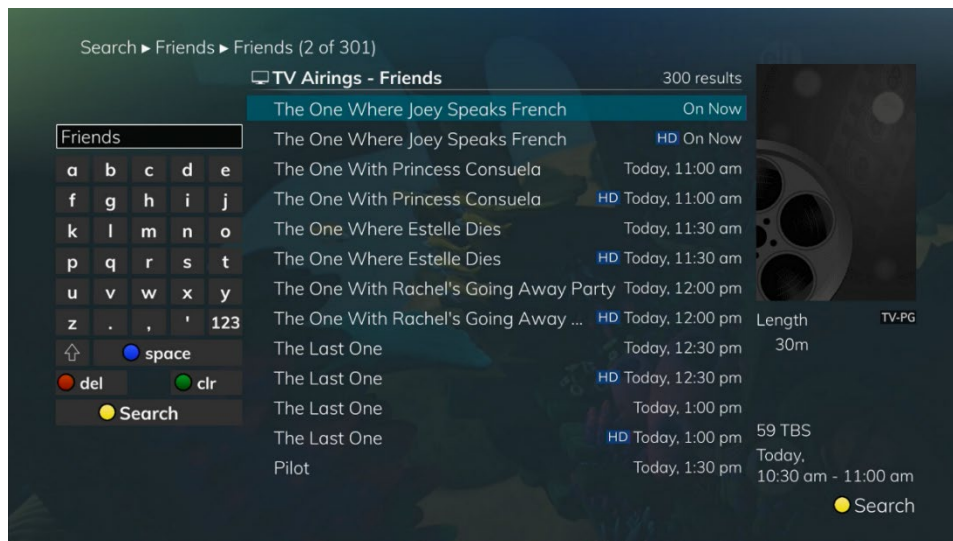 Search ▸ Friends ▸ Friends (2 of 301)
TV Airings - Friends 300 results
The One Where Joey Speaks French On Now
The One Where Joey Speaks French HD On Now
The One With Princess Consuela Today, 11:00 am
The One With Princess Consuela HD Today, 11:00 am
The One Where Estelle Dies Today, 11:30 am
The One Where Estelle Dies HD Today, 11:30 am
The One With Rachel's Going Away Party Today, 12:00 pm
The One With Rachel's Going Away ... HD Today, 12:00 pm
The Last One Today, 12:30 pm
The Last One HD Today, 12:30 pm
The Last One Today, 1:00 pm
The Last One HD Today, 1:00 pm
Pilot Today, 1:30 pm
Friends
a b c d e
f g h i j
k l m n o
p q r s t
u v w x y
z . , ' 123
space
del clr
Search
Length TV-PG
30m
59 TBS
Today,
10:30 am - 11:00 am
Search